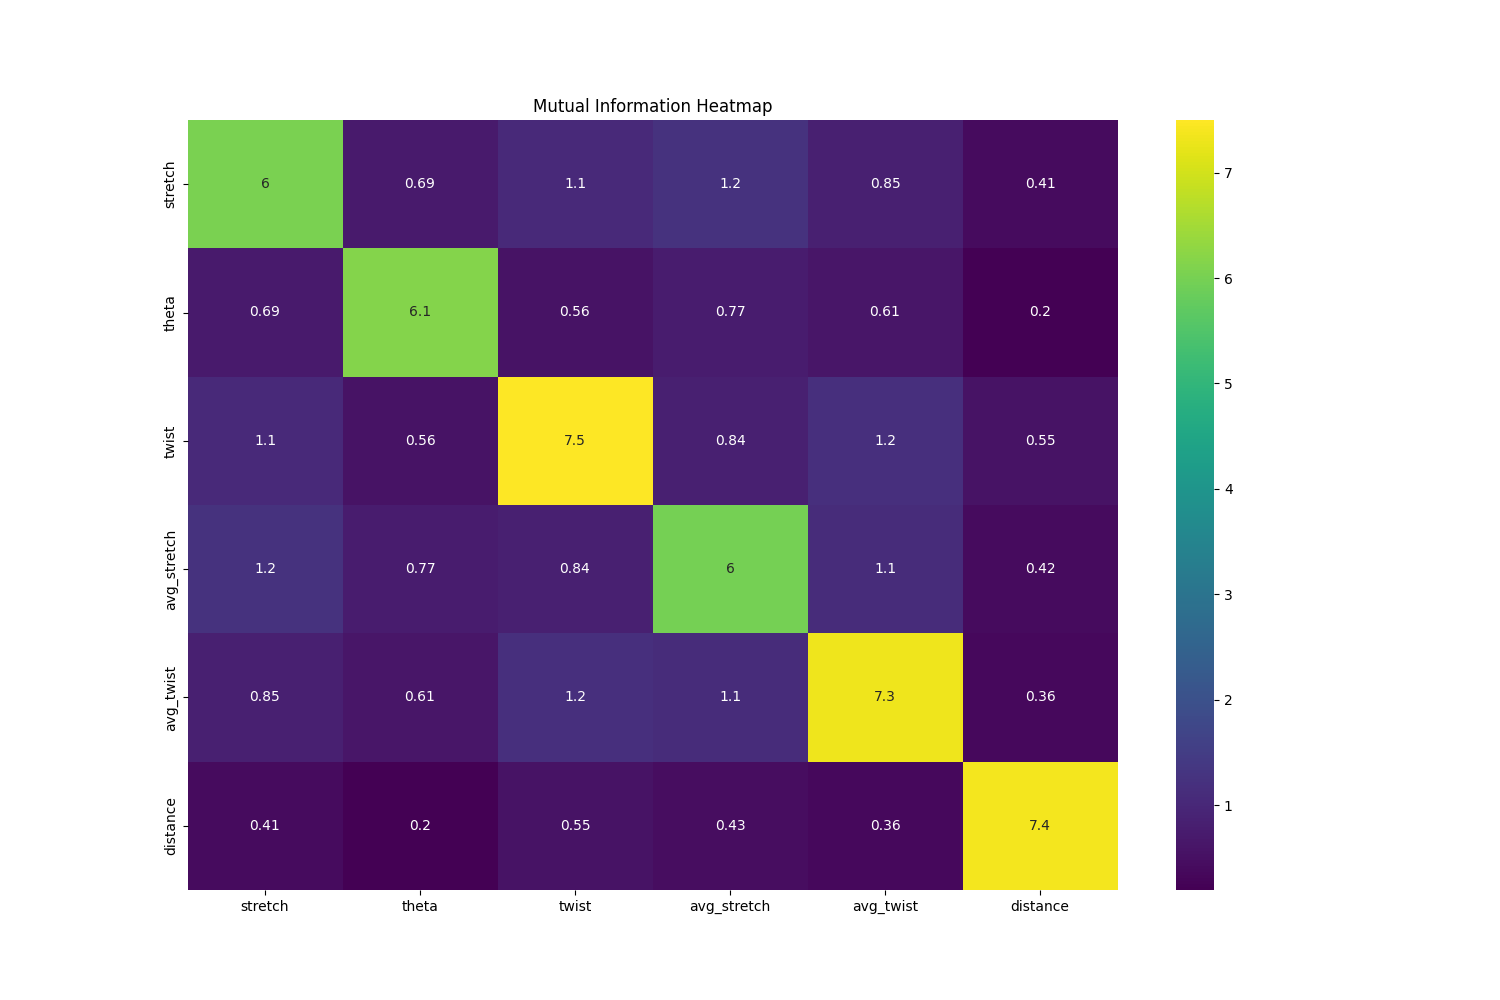 Mutual Information Heatmap
stretch 6 0.69 1.1 1.2 0.85 0.41
theta 0.69 6.1 0.56 0.77 0.61 0.2
twist 1.1 0.56 7.5 0.84 1.2 0.55
avg_stretch 1.2 0.77 0.84 6 1.1 0.42
avg_twist 0.85 0.61 1.2 1.1 7.3 0.36
distance 0.41 0.2 0.55 0.43 0.36 7.4
stretch theta twist avg_stretch avg_twist distance
7
6
5
4
3
2
1